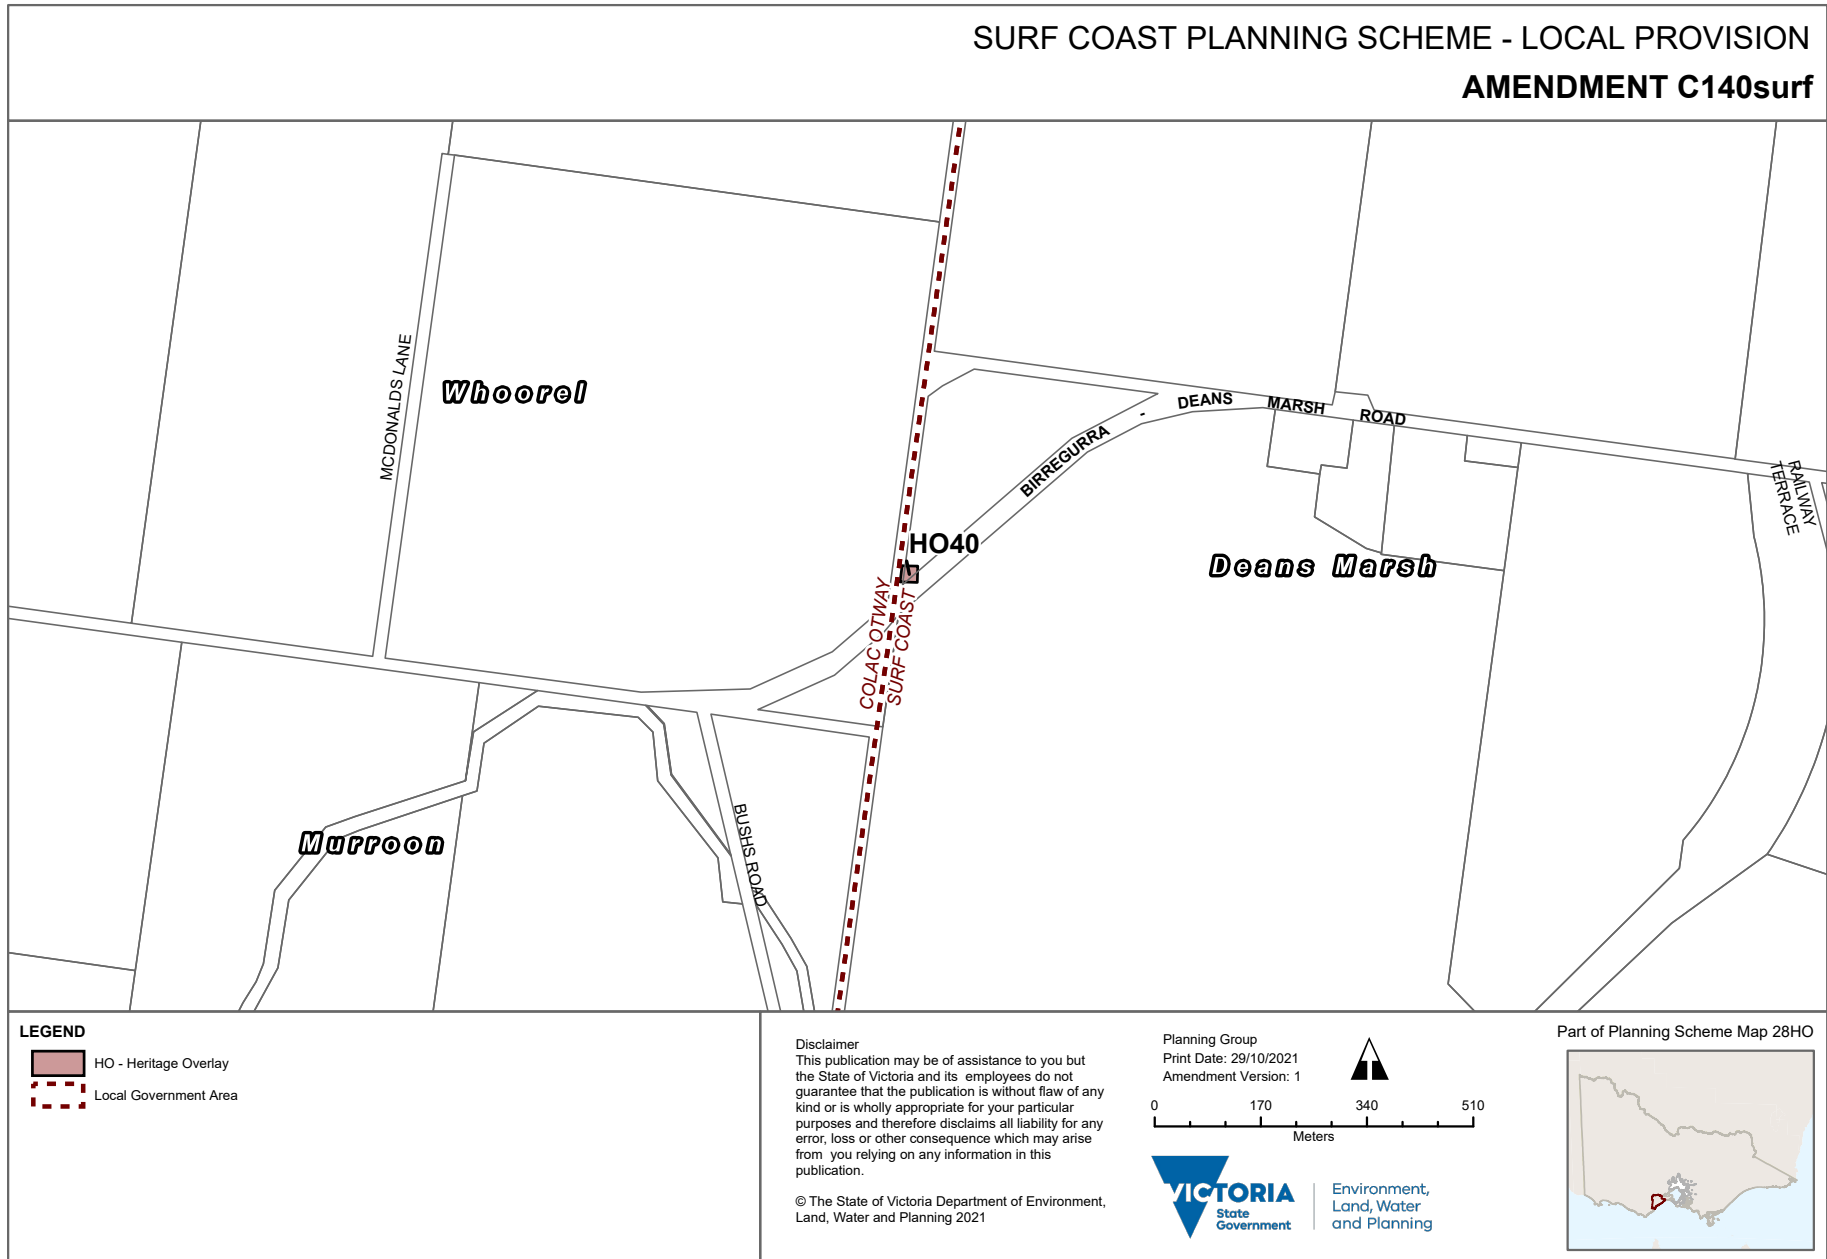 SURF COAST PLANNING SCHEME - LOCAL PROVISION
AMENDMENT C140surf
MCDONALDS LANE
Whoorel
BIRREGURRA - DEANS MARSH ROAD
RAILWAY
TERRACE
HO40
Deans Marsh
COLAC OTWAY
SURF COAST
Murroon
BUSHS ROAD
LEGEND
HO - Heritage Overlay
Local Government Area
Disclaimer
This publication may be of assistance to you but
the State of Victoria and its employees do not
guarantee that the publication is without flaw of any
kind or is wholly appropriate for your particular
purposes and therefore disclaims all liability for any
error, loss or other consequence which may arise
from you relying on any information in this
publication.
© The State of Victoria Department of Environment,
Land, Water and Planning 2021
Planning Group
Print Date: 29/10/2021
Amendment Version: 1
0 170 340 510
Meters
VICTORIA
State
Government
Environment,
Land, Water
and Planning
Part of Planning Scheme Map 28HO